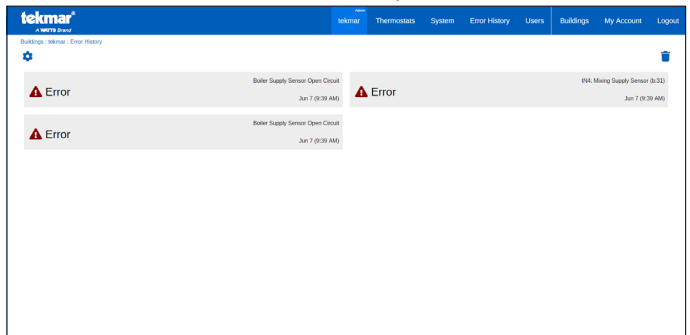 tekmar®
A WATTS Brand
Admin
tekmar Thermostats System Error History Users Buildings My Account Logout
Buildings : tekmar : Error History
Error
Boiler Supply Sensor Open Circuit
Jun 7 (9:39 AM)
Error
tN4: Mixing Supply Sensor (b:31)
Jun 7 (9:39 AM)
Error
Boiler Supply Sensor Open Circuit
Jun 7 (9:39 AM)